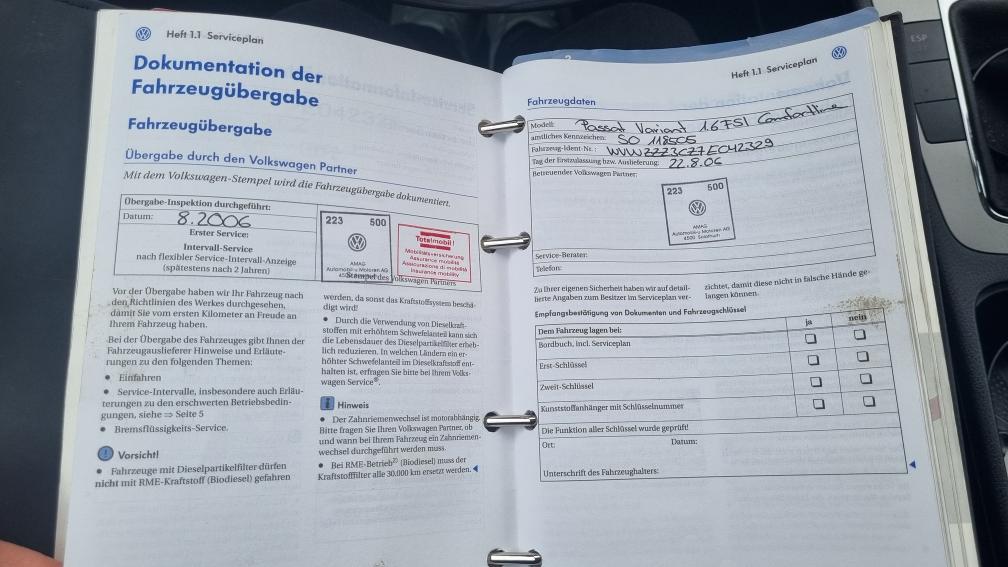 Heft 1.1 Serviceplan
Dokumentation der
Fahrzeugübergabe
Fahrzeugübergabe
Übergabe durch den Volkswagen Partner
Mit dem Volkswagen-Stempel wird die Fahrzeugübergabe dokumentiert.
Übergabe-Inspektion durchgeführt:
Datum: 8.2006
Erster Service:
Intervall-Service
nach flexibler Service-Intervall-Anzeige
(spätestens nach 2 Jahren)
223 500
AMAG
Automobil- u Motoren AG
Stempel des Volkswagen Partners
Totalmobil!
Mobilitätsversicherung
Assurance mobilité
Assicurazione di mobilità
Insurance mobility
Vor der Übergabe haben wir Ihr Fahrzeug nach
den Richtlinien des Werkes durchgesehen,
damit Sie vom ersten Kilometer an Freude an
Ihrem Fahrzeug haben.
Bei der Übergabe des Fahrzeuges gibt Ihnen der
Fahrzeugauslieferer Hinweise und Erläute-
rungen zu den folgenden Themen:
• Einfahren
• Service-Intervalle, insbesondere auch Erläu-
terungen zu den erschwerten Betriebsbedin-
gungen, siehe ⇒ Seite 5
• Bremsflüssigkeits-Service.
Vorsicht!
• Fahrzeuge mit Dieselpartikelfilter dürfen
nicht mit RME-Kraftstoff (Biodiesel) gefahren
werden, da sonst das Kraftstoffsystem beschä-
digt wird!
• Durch die Verwendung von Dieselkraft-
stoffen mit erhöhtem Schwefelanteil kann sich
die Lebensdauer des Dieselpartikelfilter erheb-
lich reduzieren. In welchen Ländern ein er-
höhter Schwefelanteil im Dieselkraftstoff ent-
halten ist, erfragen Sie bitte bei Ihrem Volks-
wagen Service®.
i Hinweis
• Der Zahnriemenwechsel ist motorabhängig.
Bitte fragen Sie Ihren Volkswagen Partner, ob
und wann bei Ihrem Fahrzeug ein Zahnriemen-
wechsel durchgeführt werden muss.
• Bei RME-Betrieb²⁾ (Biodiesel) muss der
Kraftstofffilter alle 30.000 km ersetzt werden.
Heft 1.1 Serviceplan
Fahrzeugdaten
Modell: Passat Variant 1.6 FSI Comfortline
amtliches Kennzeichen: SO 118505
Fahrzeug-Ident-Nr.: WVWZZZ3CZ7E042329
Tag der Erstzulassung bzw. Auslieferung: 22.8.06
Betreuender Volkswagen Partner:
223 500
AMAG
Automobil- u Motoren AG
4500 Solothurn
Service-Berater:
Telefon:
Zu Ihrer eigenen Sicherheit haben wir auf detail-
lierte Angaben zum Besitzer im Serviceplan ver-
zichtet, damit diese nicht in falsche Hände ge-
langen können.
Empfangsbestätigung von Dokumenten und Fahrzeugschlüssel
Dem Fahrzeug lagen bei: ja nein
Bordbuch, incl. Serviceplan
Erst-Schlüssel
Zweit-Schlüssel
Kunststoffanhänger mit Schlüsselnummer
Die Funktion aller Schlüssel wurde geprüft!
Ort: Datum:
Unterschrift des Fahrzeughalters:
ESP